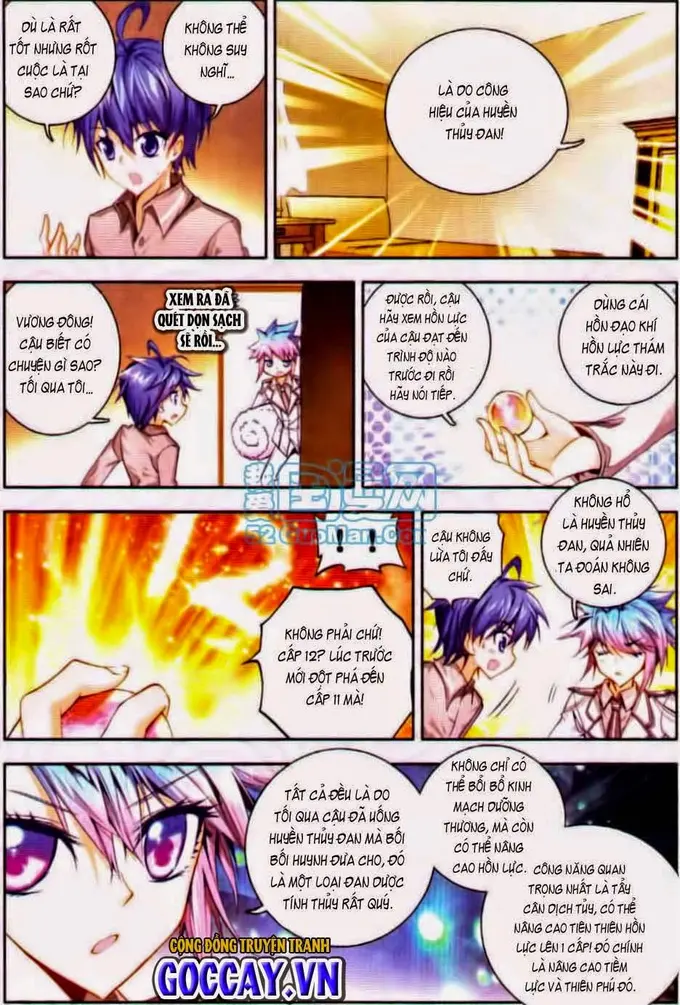 DÙ LÀ RẤT
TỐT NHƯNG RỐT
CUỘC LÀ TẠI
SAO CHỨ?
KHÔNG THỂ
KHÔNG SUY
NGHĨ...
LÀ DO CÔNG
HIỆU CỦA HUYỀN
THỦY ĐAN!
VƯƠNG ĐÔNG!
CẬU BIẾT CÓ
CHUYỆN GÌ SAO?
TỐI QUA TÔI...
XEM RA ĐÃ
QUÉT DỌN SẠCH
SẼ RỒI...
ĐƯỢC RỒI, CẬU
HÃY XEM HỒN LỰC
CỦA CẬU ĐẠT ĐẾN
TRÌNH ĐỘ NÀO
TRƯỚC ĐI RỒI
HÃY NÓI TIẾP.
DÙNG CÁI
HỒN ĐẠO KHÍ
HỒN LỰC THÁM
TRẮC NÀY ĐI.
!!
KHÔNG PHẢI CHỨ!
CẤP 12? LÚC TRƯỚC
MỚI ĐỘT PHÁ ĐẾN
CẤP 11 MÀ!
CẬU KHÔNG
LỪA TÔI ĐẤY
CHỨ.
KHÔNG HỔ
LÀ HUYỀN THỦY
ĐAN, QUẢ NHIÊN
TA ĐOÁN KHÔNG
SAI.
TẤT CẢ ĐỀU LÀ DO
TỐI QUA CẬU ĐÃ UỐNG
HUYỀN THỦY ĐAN MÀ BỐI
BỐI HUYNH ĐƯA CHO, ĐÓ
LÀ MỘT LOẠI ĐAN DƯỢC
TÍNH THỦY RẤT QUÝ.
KHÔNG CHỈ CÓ
THỂ BỔI BỔ KINH
MẠCH DƯỠNG
THƯƠNG, MÀ CÒN
CÓ THỂ NÂNG
CAO HỒN LỰC.
CÔNG NĂNG QUAN
TRỌNG NHẤT LÀ TẨY
CÂN DỊCH TỦY, CÓ THỂ
NÂNG CAO TIÊN THIÊN HỒN
LỰC LÊN 1 CẤP! ĐÓ CHÍNH
LÀ NÂNG CAO TIỀM
LỰC VÀ THIÊN PHÚ ĐÓ.
CỘNG ĐỒNG TRUYỆN TRANH
GOCCAY.VN